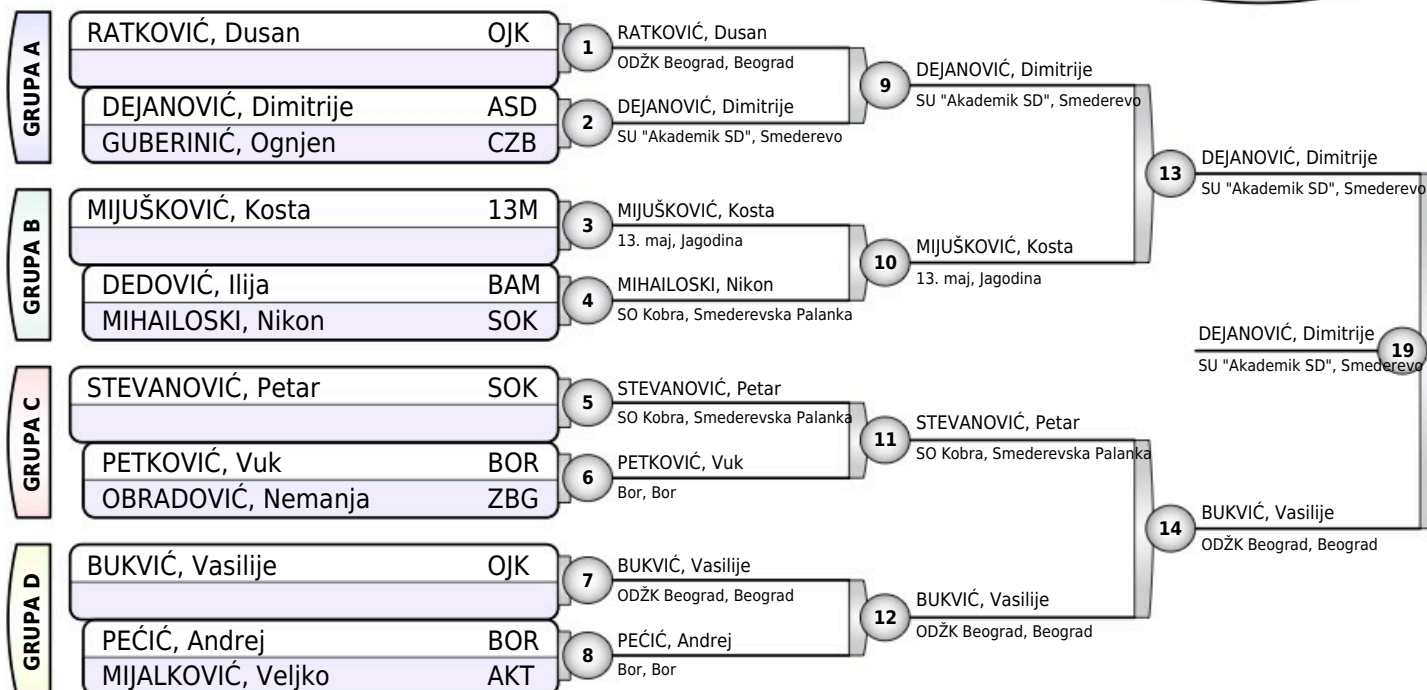 GRUPA A
RATKOVIĆ, Dusan OJK
DEJANOVIĆ, Dimitrije ASD
GUBERINIĆ, Ognjen CZB
GRUPA B
MIJUŠKOVIĆ, Kosta 13M
DEDOVIĆ, Ilija BAM
MIHAILOSKI, Nikon SOK
GRUPA C
STEVANOVIĆ, Petar SOK
PETKOVIĆ, Vuk BOR
OBRADOVIĆ, Nemanja ZBG
GRUPA D
BUKVIĆ, Vasilije OJK
PEĆIĆ, Andrej BOR
MIJALKOVIĆ, Veljko AKT
1
RATKOVIĆ, Dusan
ODŽK Beograd, Beograd
2
DEJANOVIĆ, Dimitrije
SU "Akademik SD", Smederevo
3
MIJUŠKOVIĆ, Kosta
13. maj, Jagodina
4
MIHAILOSKI, Nikon
SO Kobra, Smederevska Palanka
5
STEVANOVIĆ, Petar
SO Kobra, Smederevska Palanka
6
PETKOVIĆ, Vuk
Bor, Bor
7
BUKVIĆ, Vasilije
ODŽK Beograd, Beograd
8
PEĆIĆ, Andrej
Bor, Bor
9
DEJANOVIĆ, Dimitrije
SU "Akademik SD", Smederevo
10
MIJUŠKOVIĆ, Kosta
13. maj, Jagodina
11
STEVANOVIĆ, Petar
SO Kobra, Smederevska Palanka
12
BUKVIĆ, Vasilije
ODŽK Beograd, Beograd
13
DEJANOVIĆ, Dimitrije
SU "Akademik SD", Smederevo
14
BUKVIĆ, Vasilije
ODŽK Beograd, Beograd
DEJANOVIĆ, Dimitrije
SU "Akademik SD", Smederevo
19